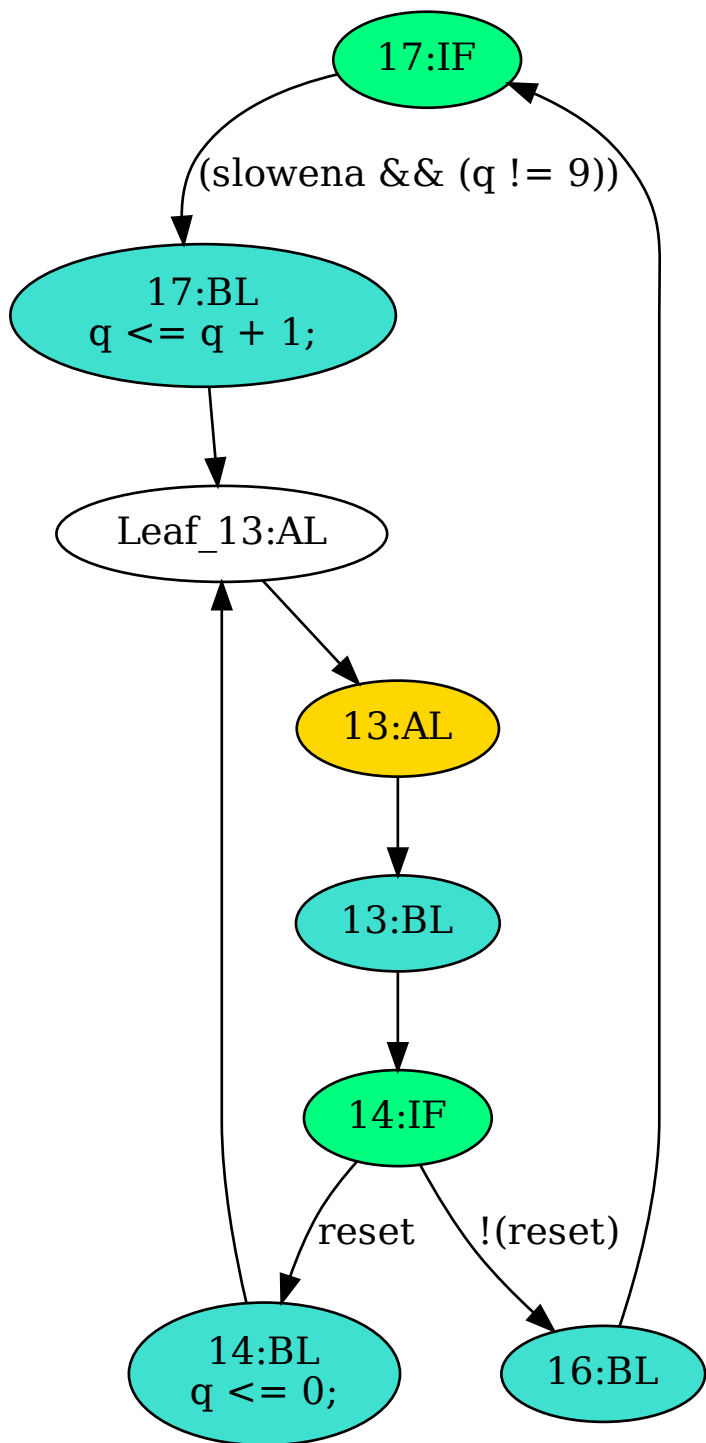 17:IF
(slowena && (q != 9))
17:BL
q <= q + 1;
Leaf_13:AL
13:AL
13:BL
14:IF
reset
!(reset)
14:BL
q <= 0;
16:BL